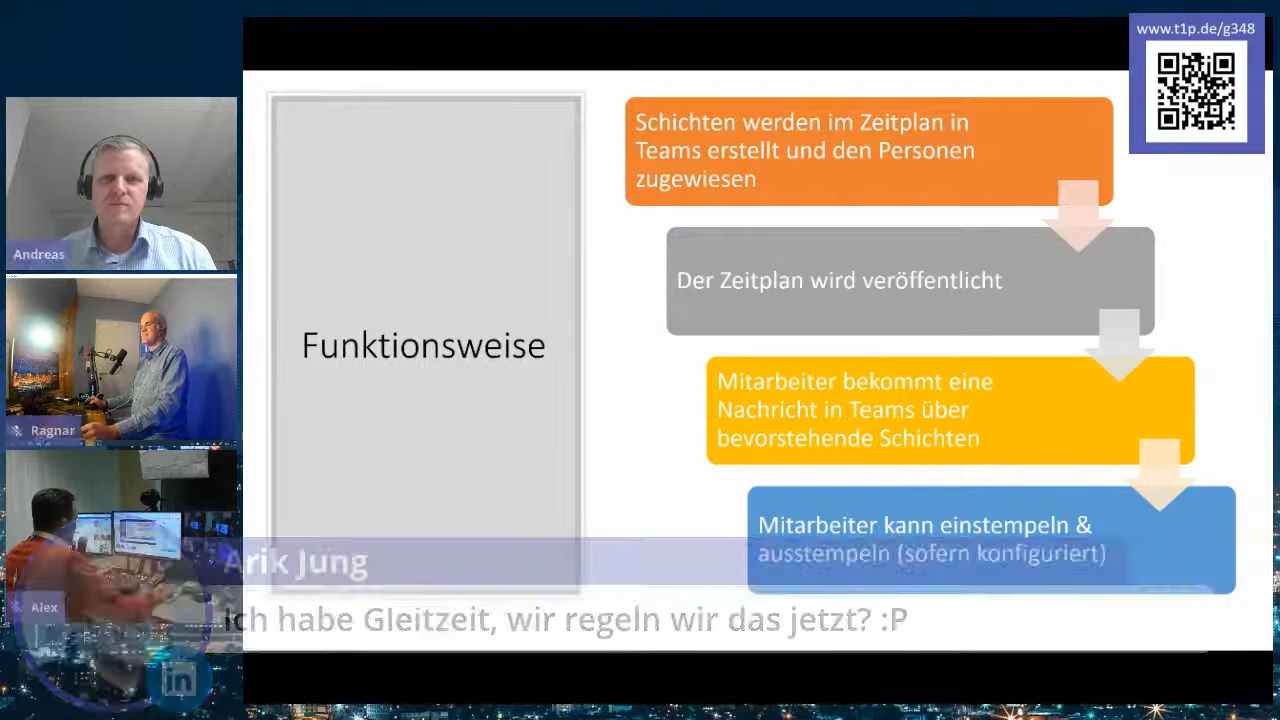 www.t1p.de/g348
Schichten werden im Zeitplan in
Teams erstellt und den Personen
zugewiesen
Andreas
Der Zeitplan wird veröffentlicht
Funktionsweise
Mitarbeiter bekommt eine
Nachricht in Teams über
bevorstehende Schichten
Ragnar
Mitarbeiter kann einstempeln &
ausstempeln (sofern konfiguriert)
Arik Jung
Alex
Ich habe Gleitzeit, wir regeln wir das jetzt? :P
in